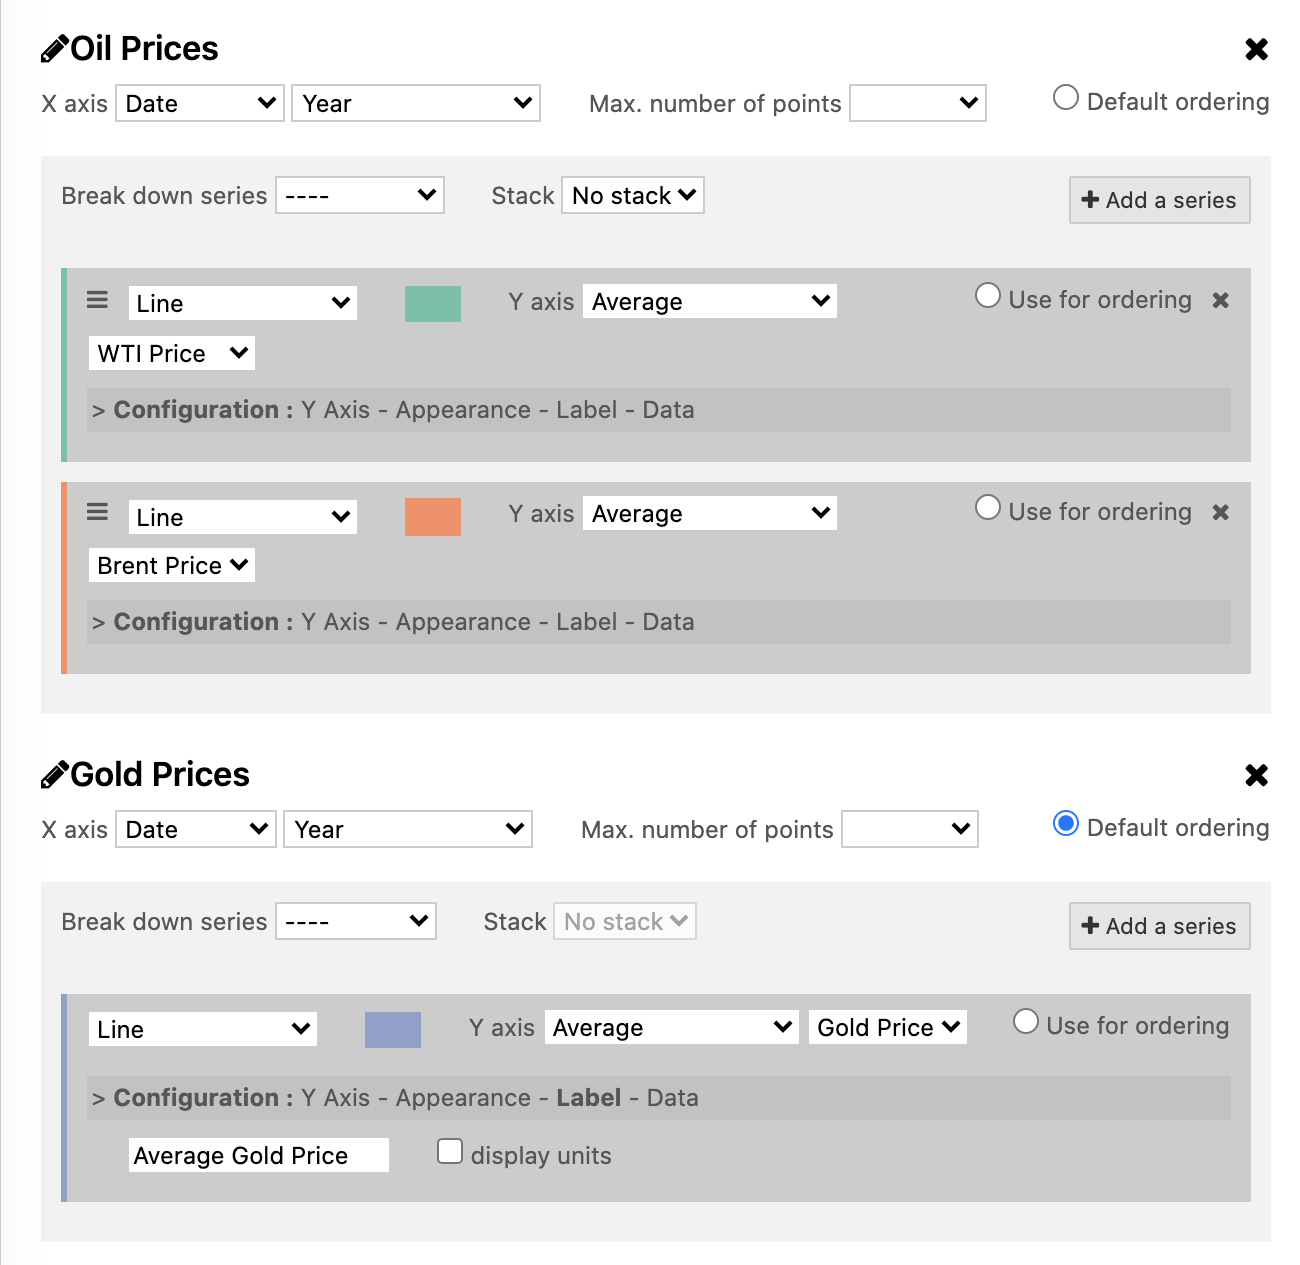 Oil Prices
X axis Date Year Max. number of points Default ordering
Break down series ---- Stack No stack + Add a series
Line Y axis Average Use for ordering
WTI Price
> Configuration : Y Axis - Appearance - Label - Data
Line Y axis Average Use for ordering
Brent Price
> Configuration : Y Axis - Appearance - Label - Data
Gold Prices
X axis Date Year Max. number of points Default ordering
Break down series ---- Stack No stack + Add a series
Line Y axis Average Gold Price Use for ordering
> Configuration : Y Axis - Appearance - Label - Data
Average Gold Price display units